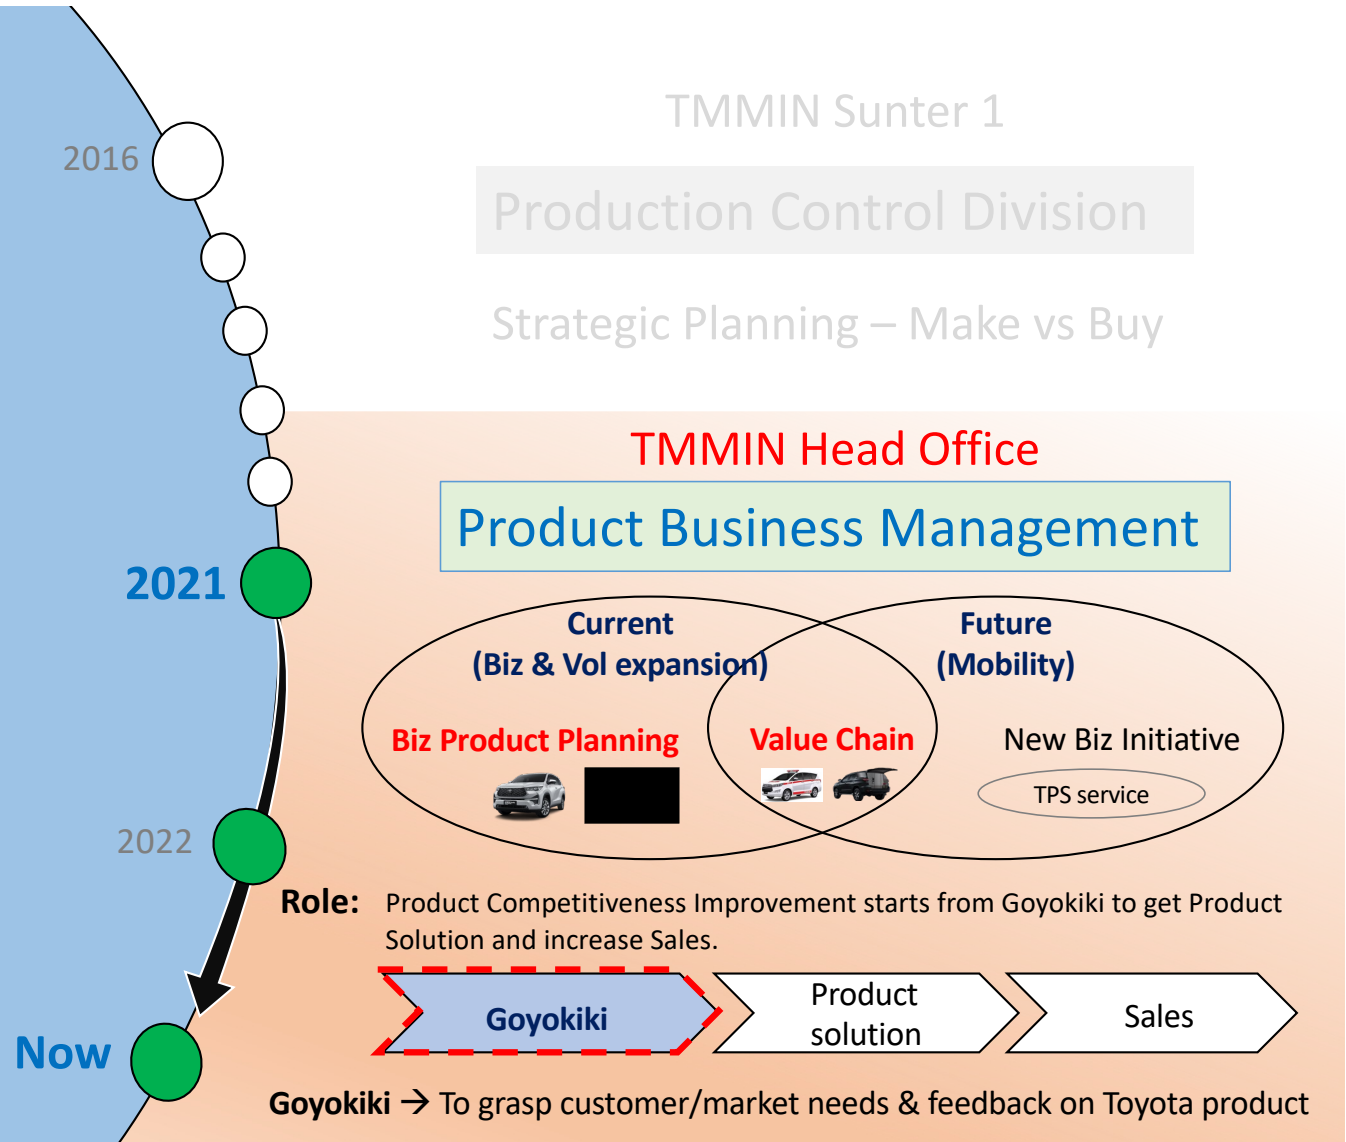 TMMIN Sunter 1
2016
Production Control Division
Strategic Planning – Make vs Buy
TMMIN Head Office
Product Business Management
2021
Current
(Biz & Vol expansion)
Future
(Mobility)
Biz Product Planning
Value Chain
New Biz Initiative
TPS service
2022
Role: Product Competitiveness Improvement starts from Goyokiki to get Product
Solution and increase Sales.
Goyokiki
Product
solution
Sales
Now
Goyokiki → To grasp customer/market needs & feedback on Toyota product